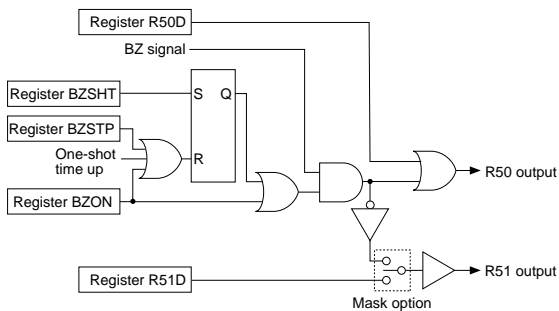 Register R50D
BZ signal
Register BZSHT
S Q
Register BZSTP
One-shot
time up
R
Register BZON
R50 output
Register R51D
R51 output
Mask option